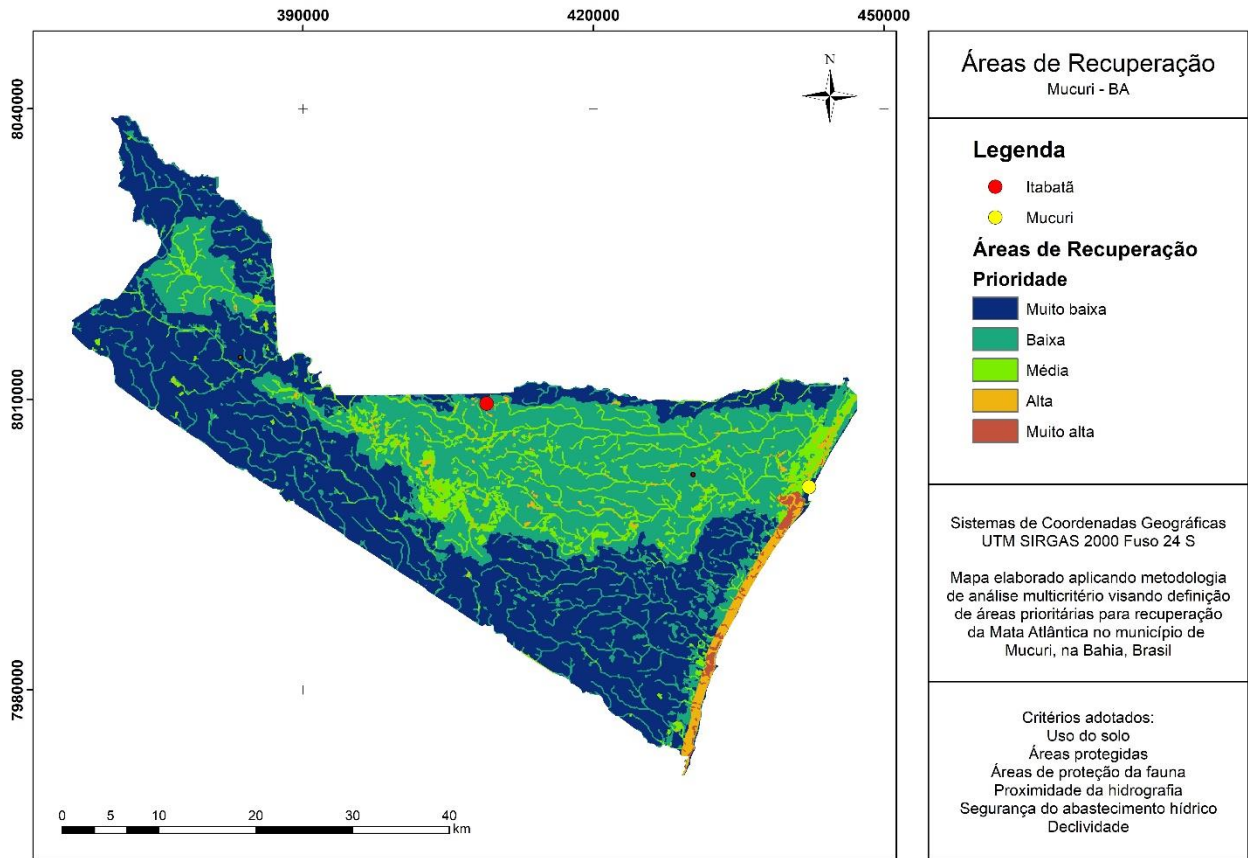 390000
420000
450000
8040000
8010000
7980000
N
0 5 10 20 30 40
km
Áreas de Recuperação
Mucuri - BA
Legenda
Itabatã
Mucuri
Áreas de Recuperação
Prioridade
Muito baixa
Baixa
Média
Alta
Muito alta
Sistemas de Coordenadas Geográficas
UTM SIRGAS 2000 Fuso 24 S
Mapa elaborado aplicando metodologia
de análise multicritério visando definição
de áreas prioritárias para recuperação
da Mata Atlântica no município de
Mucuri, na Bahia, Brasil
Critérios adotados:
Uso do solo
Áreas protegidas
Áreas de proteção da fauna
Proximidade da hidrografia
Segurança do abastecimento hídrico
Declividade